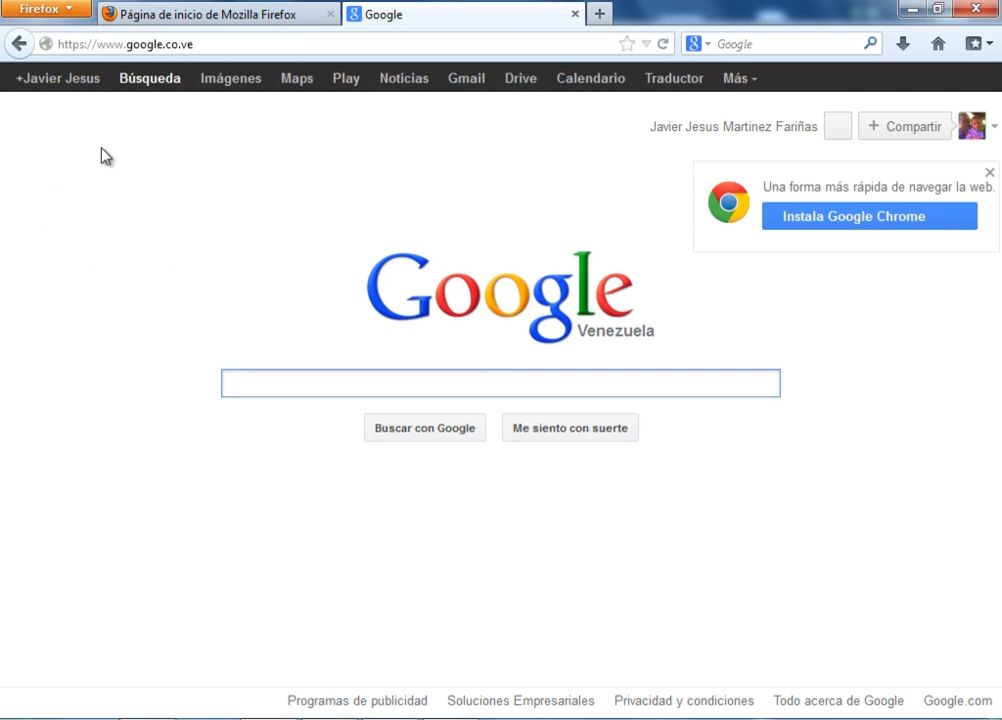 Firefox
Página de inicio de Mozilla Firefox
Google
https://www.google.co.ve
Google
+Javier Jesus Búsqueda Imágenes Maps Play Noticias Gmail Drive Calendario Traductor Más
Javier Jesus Martinez Fariñas
+ Compartir
Una forma más rápida de navegar la web.
Instala Google Chrome
Google
Venezuela
Buscar con Google
Me siento con suerte
Programas de publicidad Soluciones Empresariales Privacidad y condiciones Todo acerca de Google Google.com